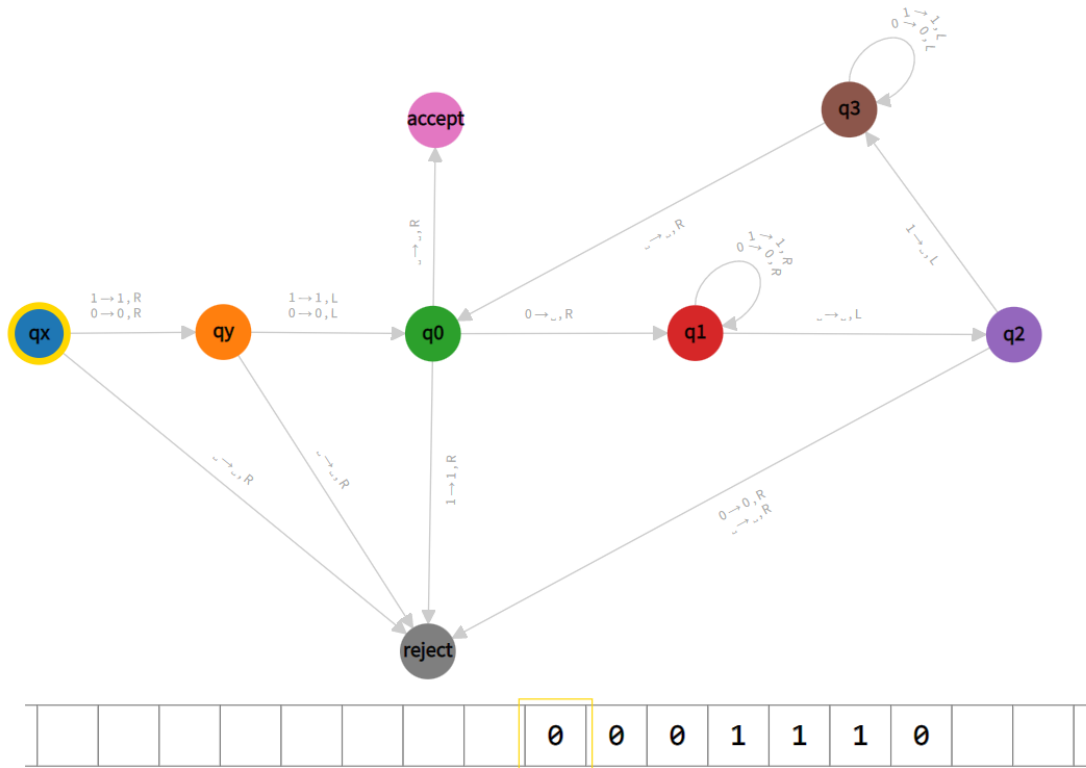 1→1,L
0→0,L
q3
accept
␣→␣,R
␣→␣,R
1→␣,L
1→1,R
0→0,R
1→1,R
0→0,R
1→1,L
0→0,L
qx
qy
q0
0→␣,R
q1
␣→␣,L
q2
␣→␣,R
␣→␣,R
1→1,R
0→0,R
␣→␣,R
reject
0 0 0 1 1 1 0